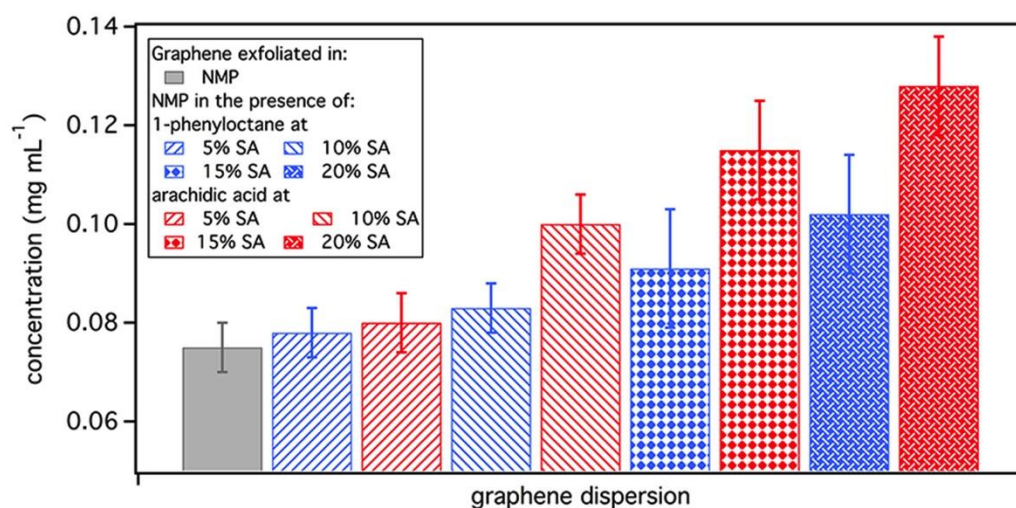 0.14
0.12
0.10
0.08
0.06
concentration (mg mL⁻¹)
Graphene exfoliated in:
NMP
NMP in the presence of:
1-phenyloctane at
5% SA 10% SA
15% SA 20% SA
arachidic acid at
5% SA 10% SA
15% SA 20% SA
graphene dispersion